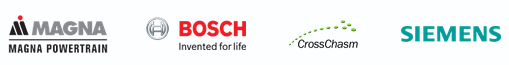 MAGNA
MAGNA POWERTRAIN
BOSCH
Invented for life
CrossChasm
SIEMENS